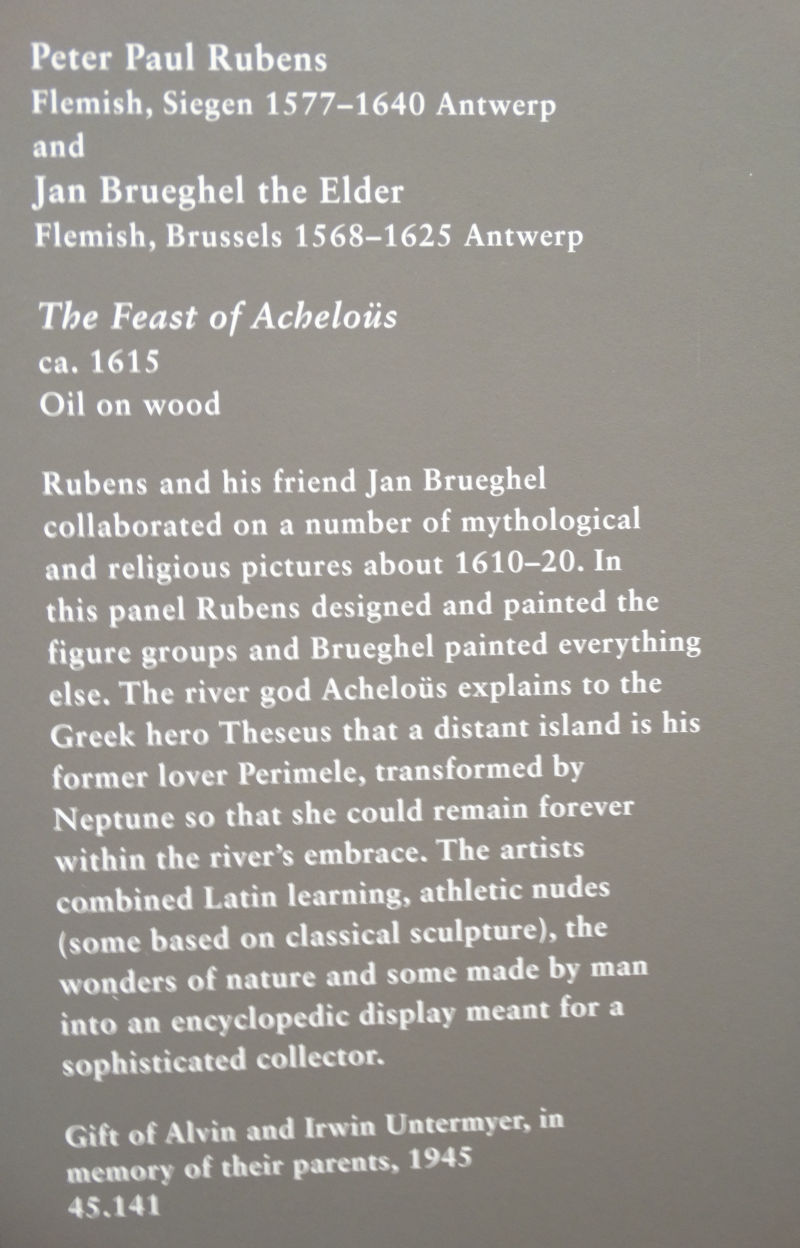 Peter Paul Rubens
Flemish, Siegen 1577–1640 Antwerp
and
Jan Brueghel the Elder
Flemish, Brussels 1568–1625 Antwerp
The Feast of Acheloüs
ca. 1615
Oil on wood
Rubens and his friend Jan Brueghel
collaborated on a number of mythological
and religious pictures about 1610–20. In
this panel Rubens designed and painted the
figure groups and Brueghel painted everything
else. The river god Acheloüs explains to the
Greek hero Theseus that a distant island is his
former lover Perimele, transformed by
Neptune so that she could remain forever
within the river's embrace. The artists
combined Latin learning, athletic nudes
(some based on classical sculpture), the
wonders of nature and some made by man
into an encyclopedic display meant for a
sophisticated collector.
Gift of Alvin and Irwin Untermyer, in
memory of their parents, 1945
45.141